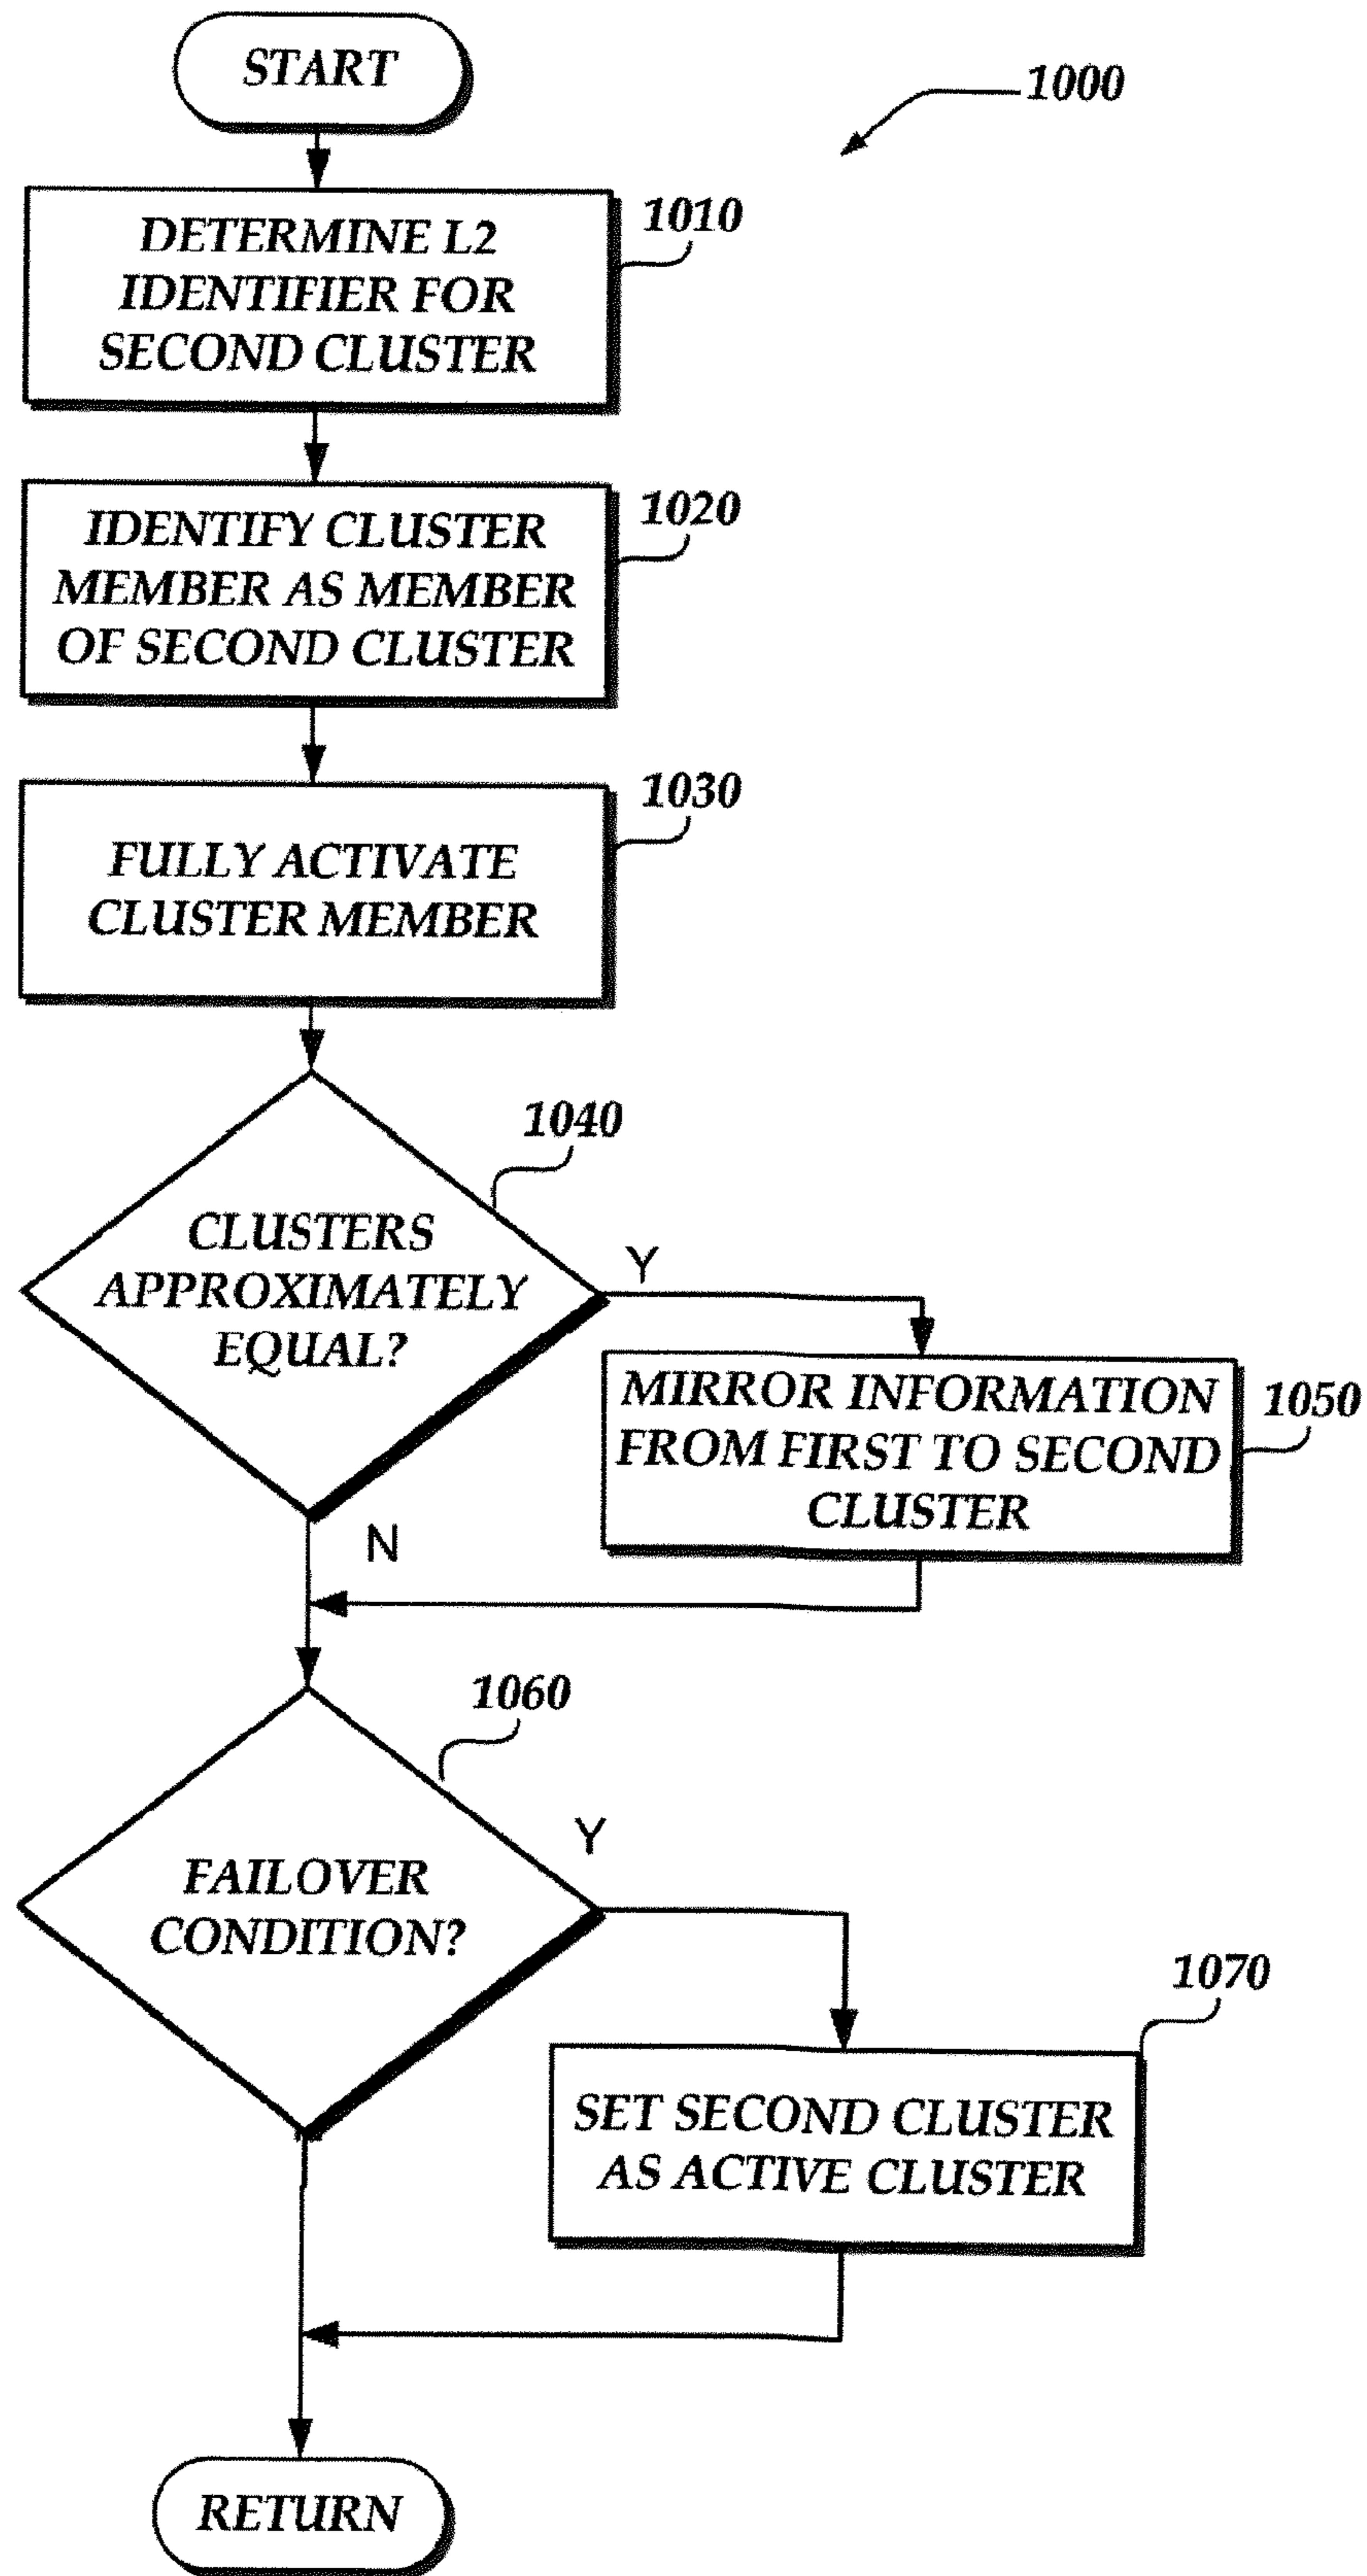 START
1000
DETERMINE L2
IDENTIFIER FOR
SECOND CLUSTER
1010
IDENTIFY CLUSTER
MEMBER AS MEMBER
OF SECOND CLUSTER
1020
FULLY ACTIVATE
CLUSTER MEMBER
1030
CLUSTERS
APPROXIMATELY
EQUAL?
1040
Y
MIRROR INFORMATION
FROM FIRST TO SECOND
CLUSTER
1050
N
FAILOVER
CONDITION?
1060
Y
SET SECOND CLUSTER
AS ACTIVE CLUSTER
1070
RETURN